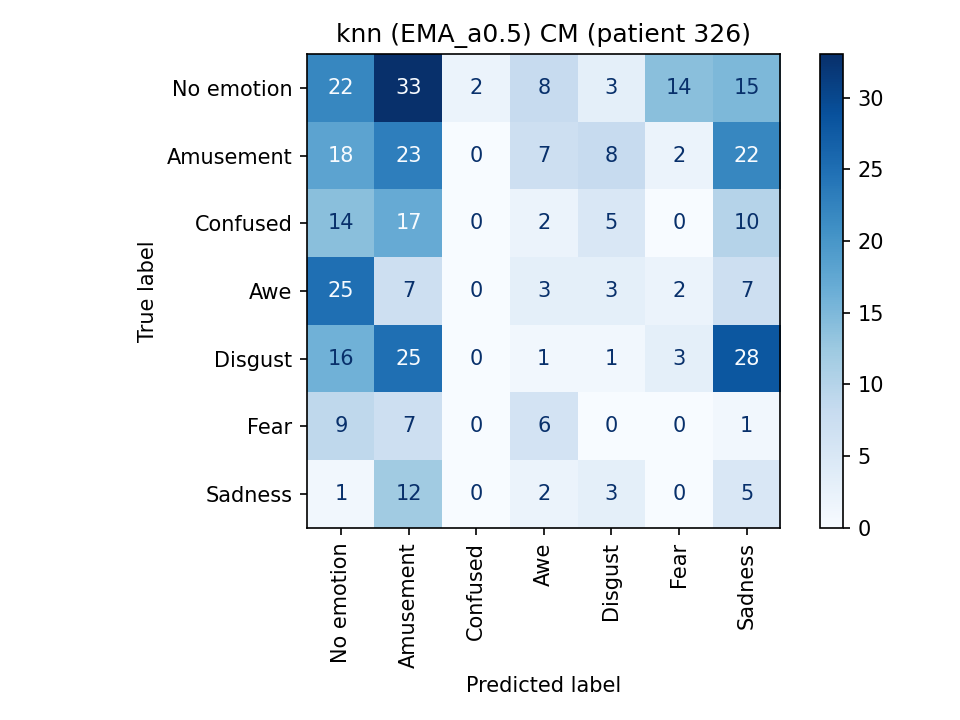 knn (EMA_a0.5) CM (patient 326)
No emotion 22 33 2 8 3 14 15
Amusement 18 23 0 7 8 2 22
Confused 14 17 0 2 5 0 10
Awe 25 7 0 3 3 2 7
Disgust 16 25 0 1 1 3 28
Fear 9 7 0 6 0 0 1
Sadness 1 12 0 2 3 0 5
True label
No emotion
Amusement
Confused
Awe
Disgust
Fear
Sadness
Predicted label
30
25
20
15
10
5
0